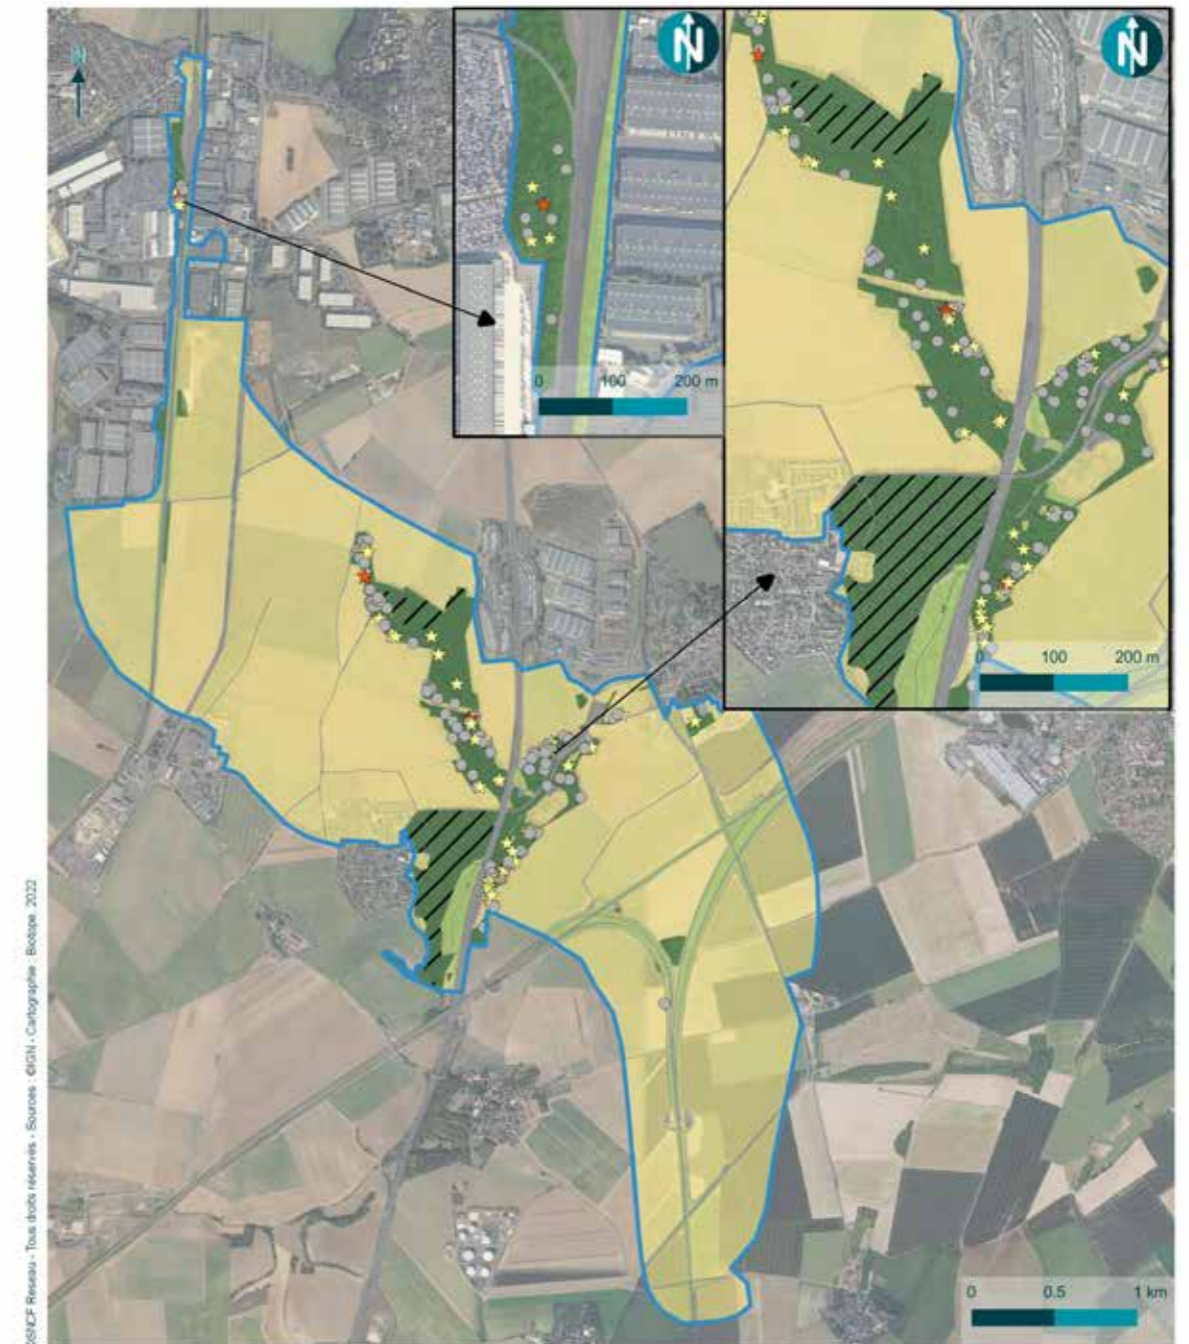 N
N
N
0 100 200 m
0 100 200 m
0 0.5 1 km
©SNCF Reseau - Tous droits réservés - Sources : ©IGN - Cartographie : Biotope, 2022